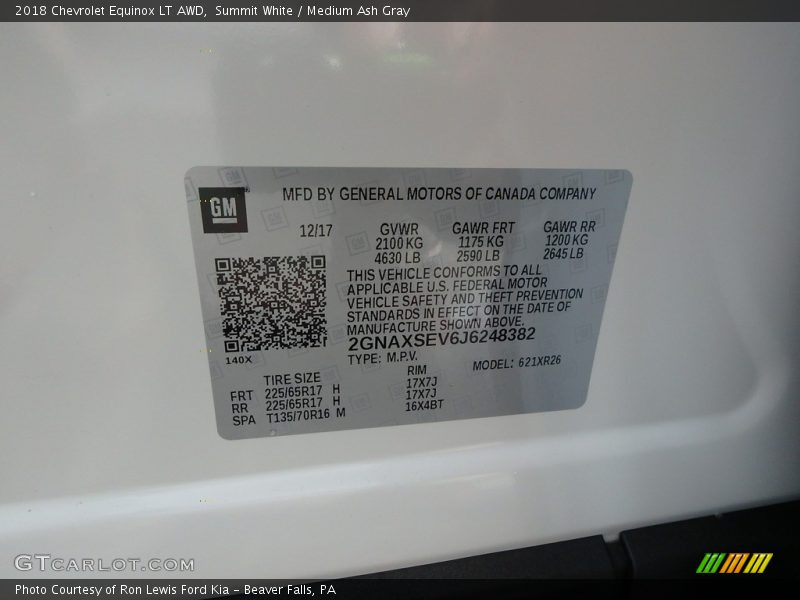 2018 Chevrolet Equinox LT AWD,  Summit White / Medium Ash Gray
GM
MFD BY GENERAL MOTORS OF CANADA COMPANY
12/17 GVWR GAWR FRT GAWR RR
2100 KG 1175 KG 1200 KG
4630 LB 2590 LB 2645 LB
THIS VEHICLE CONFORMS TO ALL
APPLICABLE U.S. FEDERAL MOTOR
VEHICLE SAFETY AND THEFT PREVENTION
STANDARDS IN EFFECT ON THE DATE OF
MANUFACTURE SHOWN ABOVE.
2GNAXSEV6J6248382
140X
TYPE: M.P.V. MODEL: 621XR26
TIRE SIZE RIM
FRT 225/65R17 H 17X7J
RR 225/65R17 H 17X7J
SPA T135/70R16 M 16X4BT
GTCARLOT.COM
Photo Courtesy of Ron Lewis Ford Kia - Beaver Falls, PA